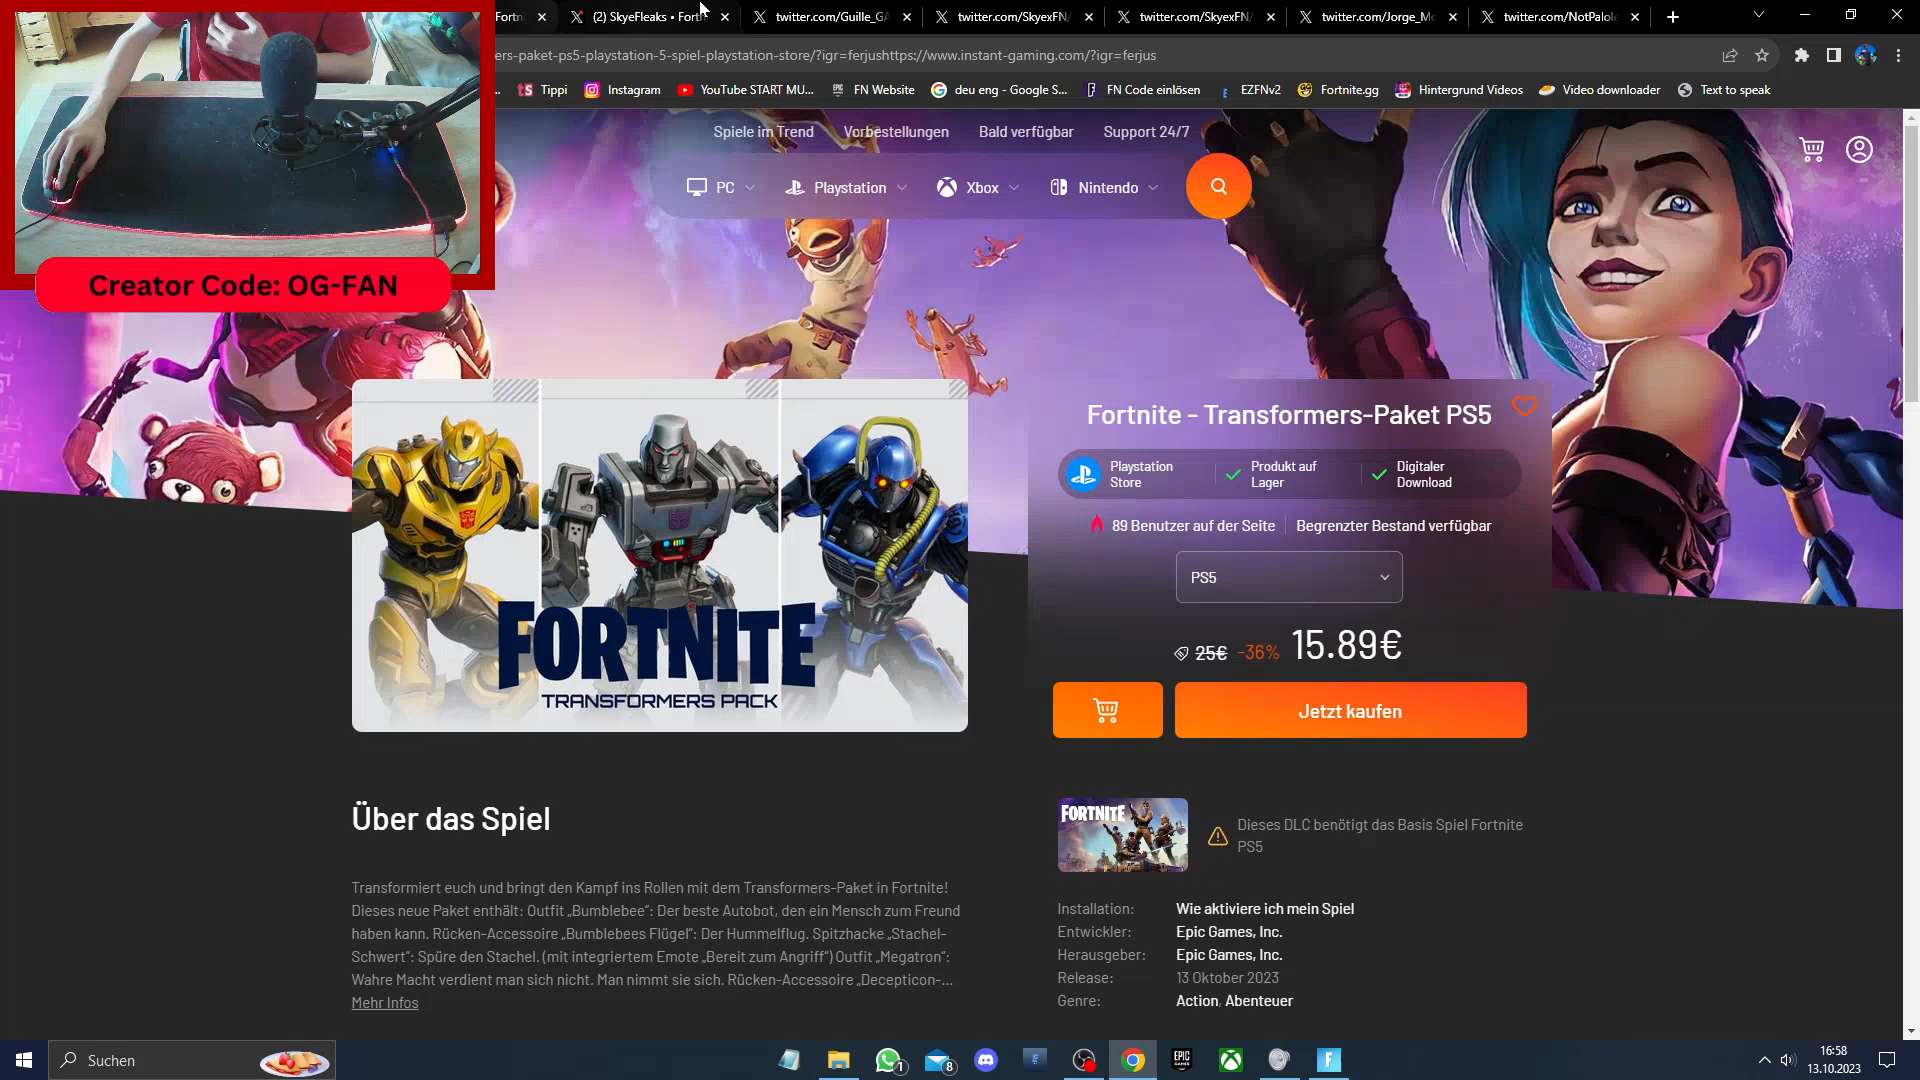 Fortni
(2) SkyeFleaks • Fortn
twitter.com/Guille_GA
twitter.com/SkyexFN/
twitter.com/SkyexFN/
twitter.com/Jorge_Mo
twitter.com/NotPalole
ers-paket-ps5-playstation-5-spiel-playstation-store/?igr=ferjushttps://www.instant-gaming.com/?igr=ferjus
...
Tippi
Instagram
YouTube START MU...
FN Website
deu eng - Google S...
FN Code einlösen
EZFNv2
Fortnite.gg
Hintergrund Videos
Video downloader
Text to speak
Spiele im Trend
Vorbestellungen
Bald verfügbar
Support 24/7
PC
Playstation
Xbox
Nintendo
Creator Code: OG-FAN
FORTNITE
TRANSFORMERS PACK
Fortnite - Transformers-Paket PS5
Playstation
Store
Produkt auf
Lager
Digitaler
Download
89 Benutzer auf der Seite
Begrenzter Bestand verfügbar
PS5
25€ -36% 15.89€
Jetzt kaufen
Über das Spiel
Transformiert euch und bringt den Kampf ins Rollen mit dem Transformers-Paket in Fortnite!
Dieses neue Paket enthält: Outfit „Bumblebee“: Der beste Autobot, den ein Mensch zum Freund
haben kann. Rücken-Accessoire „Bumblebees Flügel“: Der Hummelflug. Spitzhacke „Stachel-
Schwert“: Spüre den Stachel. (mit integriertem Emote „Bereit zum Angriff“) Outfit „Megatron“:
Wahre Macht verdient man sich nicht. Man nimmt sie sich. Rücken-Accessoire „Decepticon-...
Mehr Infos
FORTNITE
Dieses DLC benötigt das Basis Spiel Fortnite
PS5
Installation: Wie aktiviere ich mein Spiel
Entwickler: Epic Games, Inc.
Herausgeber: Epic Games, Inc.
Release: 13 Oktober 2023
Genre: Action, Abenteuer
Suchen
1
8
EPIC
GAMES
F
16:58
13.10.2023